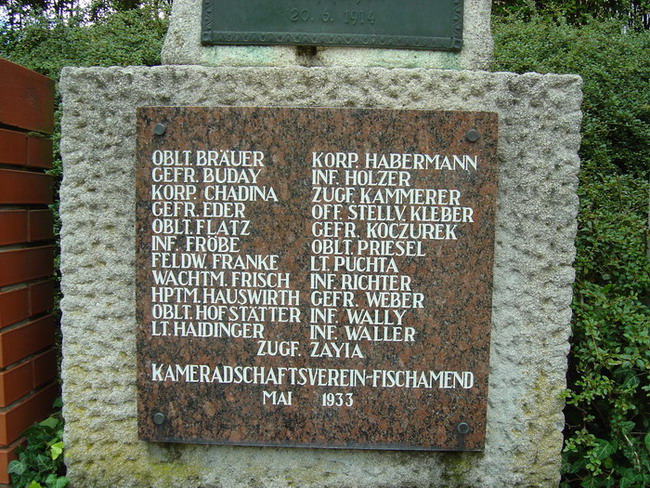 20. 6. 1914
OBLT. BRÄUER
GEFR. BUDAY
KORP. CHADINA
GEFR. EDER
OBLT. FLATZ
INF. FRÖBE
FELDW. FRANKE
WACHTM. FRISCH
HPTM. HAUSWIRTH
OBLT. HOFSTÄTTER
LT. HAIDINGER
KORP. HABERMANN
INF. HOLZER
ZUGF. KAMMERER
OFF. STELLV. KLEBER
GEFR. KOCZUREK
OBLT. PRIESEL
LT. PUCHTA
INF. RICHTER
GEFR. WEBER
INF. WALLY
INF. WALLER
ZUGF. ZAYIA
KAMERADSCHAFTSVEREIN-FISCHAMEND
MAI 1933